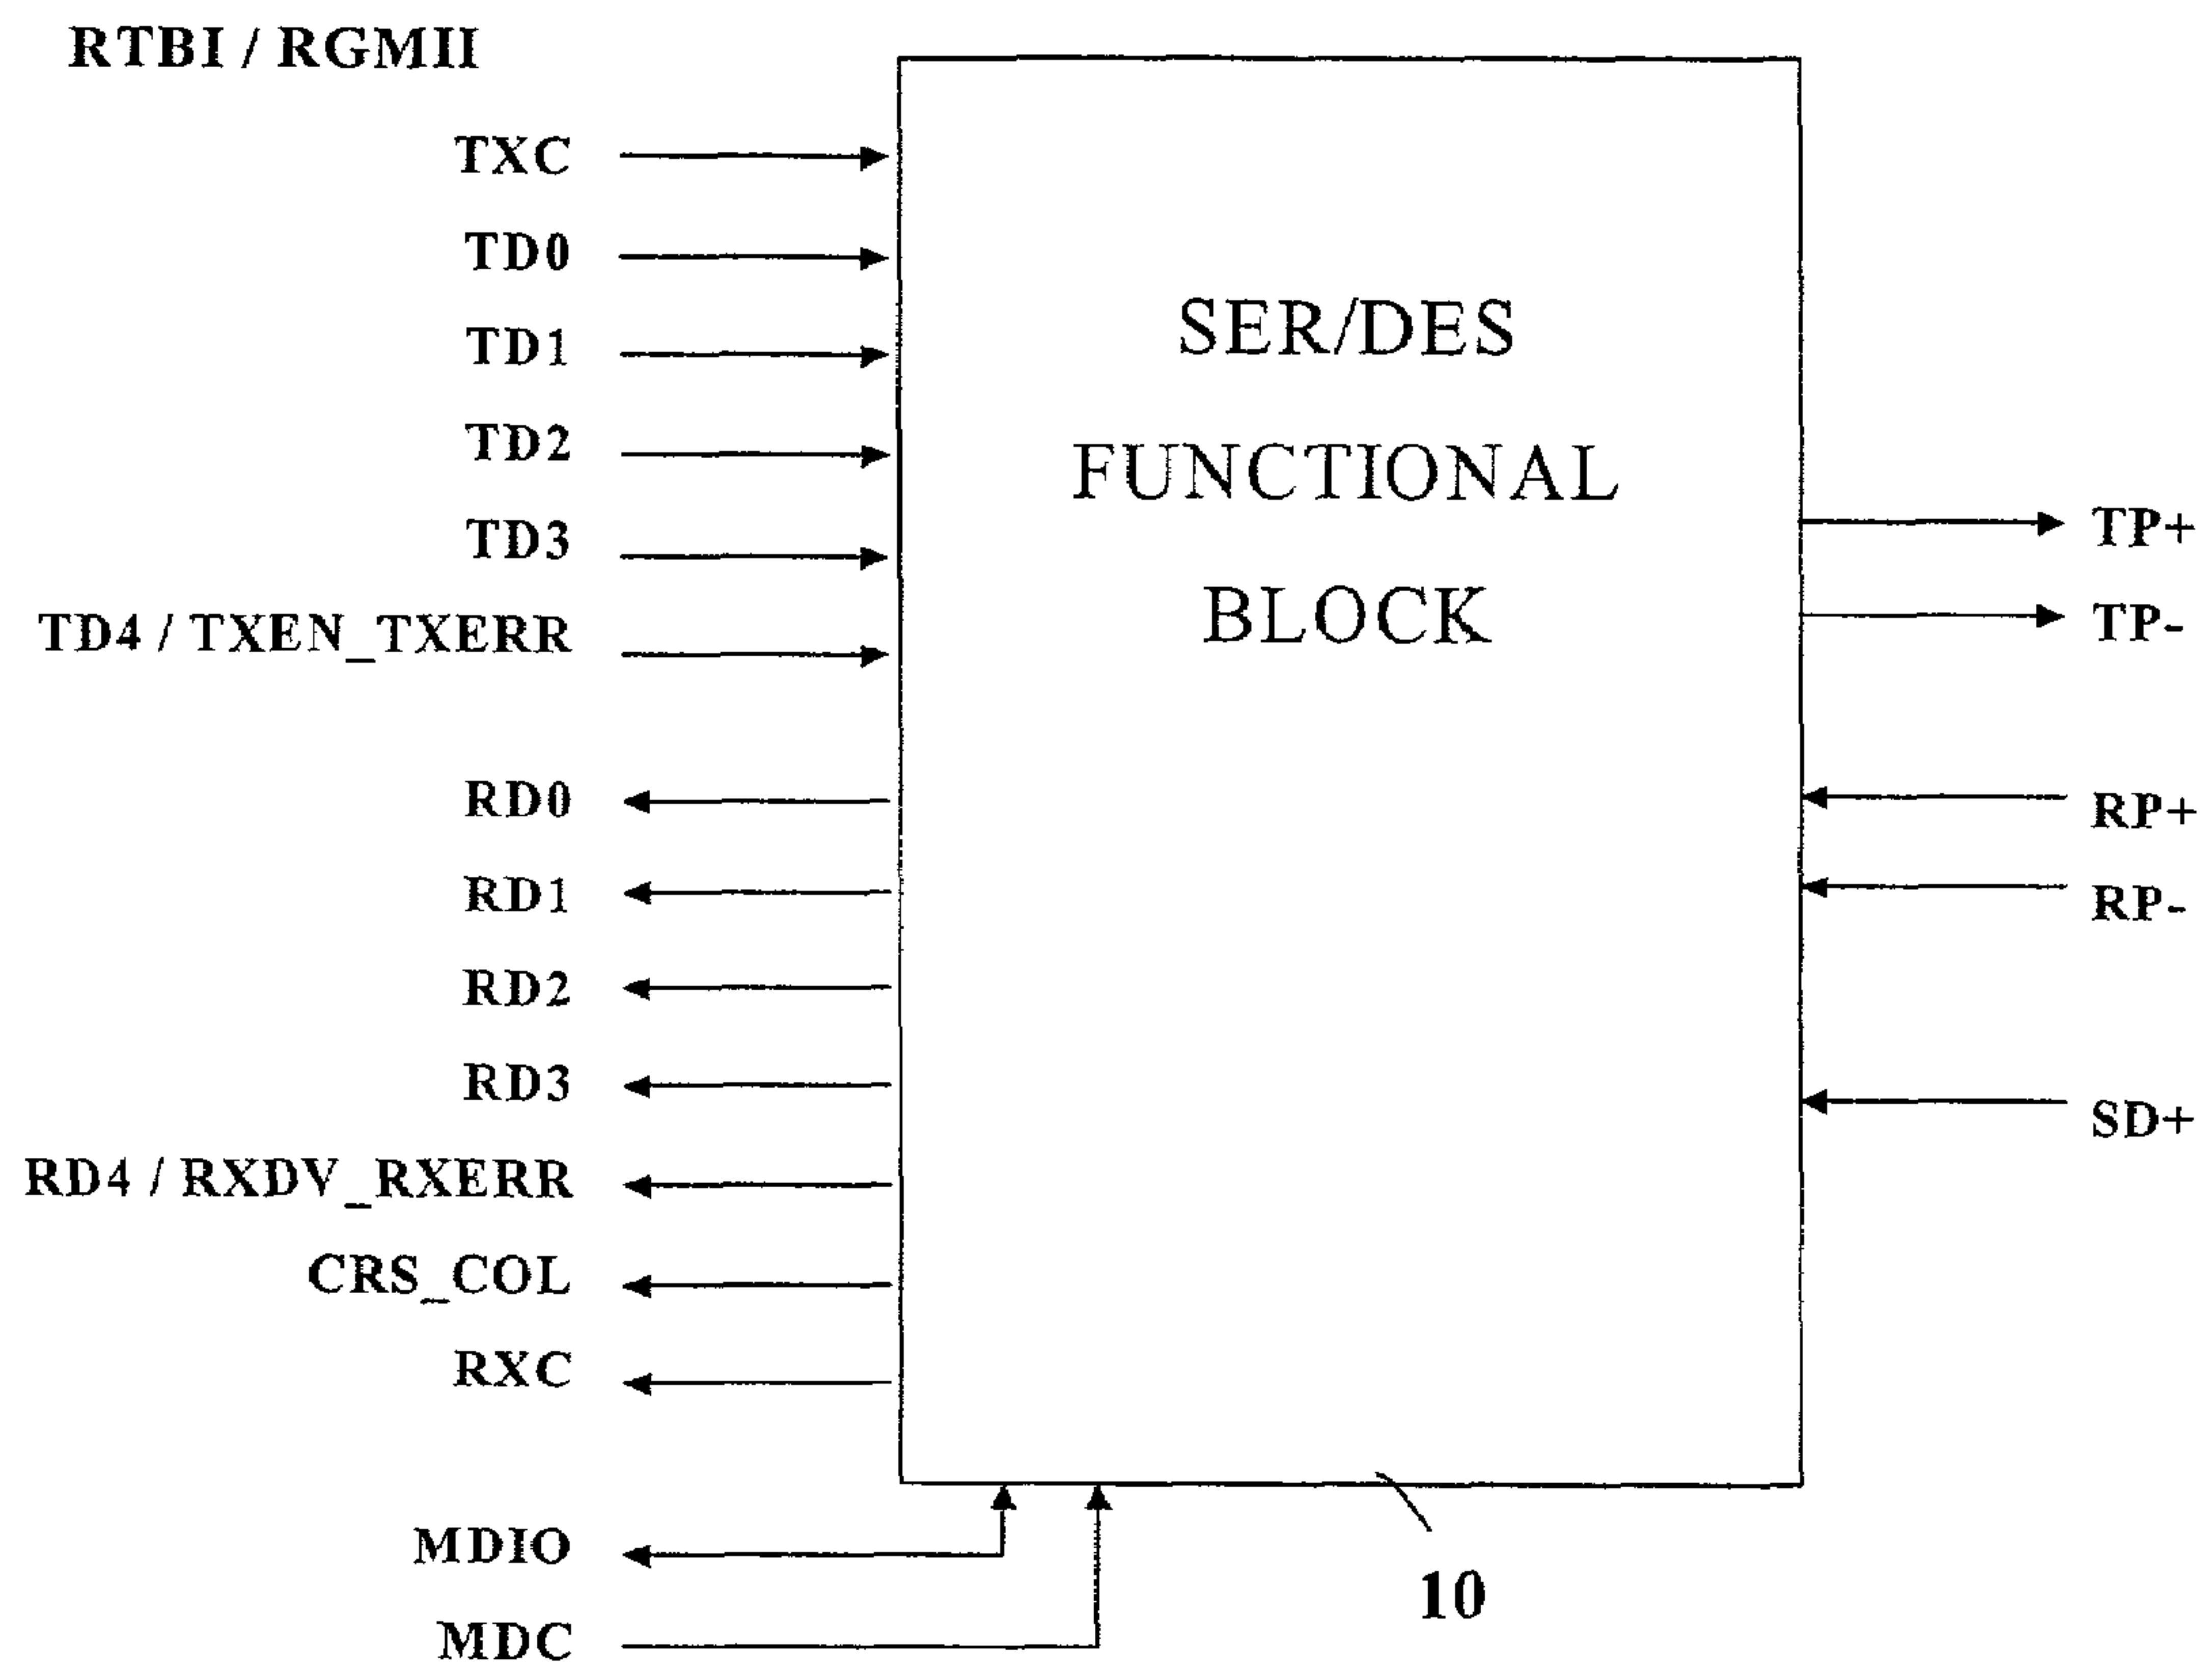 RTBI / RGMII
TXC
TD0
TD1
TD2
TD3
TD4 / TXEN_TXERR
RD0
RD1
RD2
RD3
RD4 / RXDV_RXERR
CRS_COL
RXC
MDIO
MDC
SER/DES
FUNCTIONAL
BLOCK
TP+
TP-
RP+
RP-
SD+
10